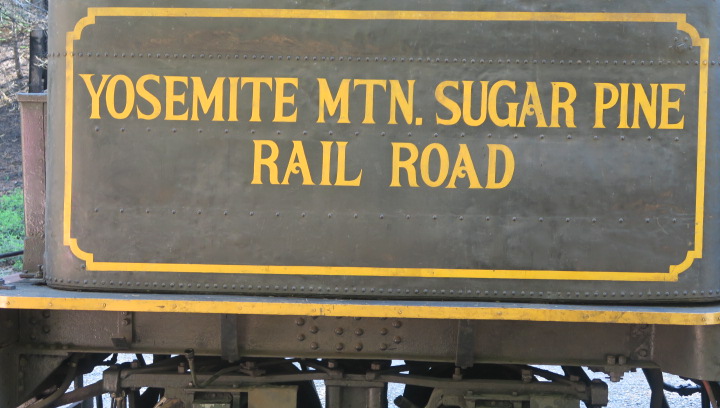 YOSEMITE MTN. SUGAR PINE
RAIL ROAD